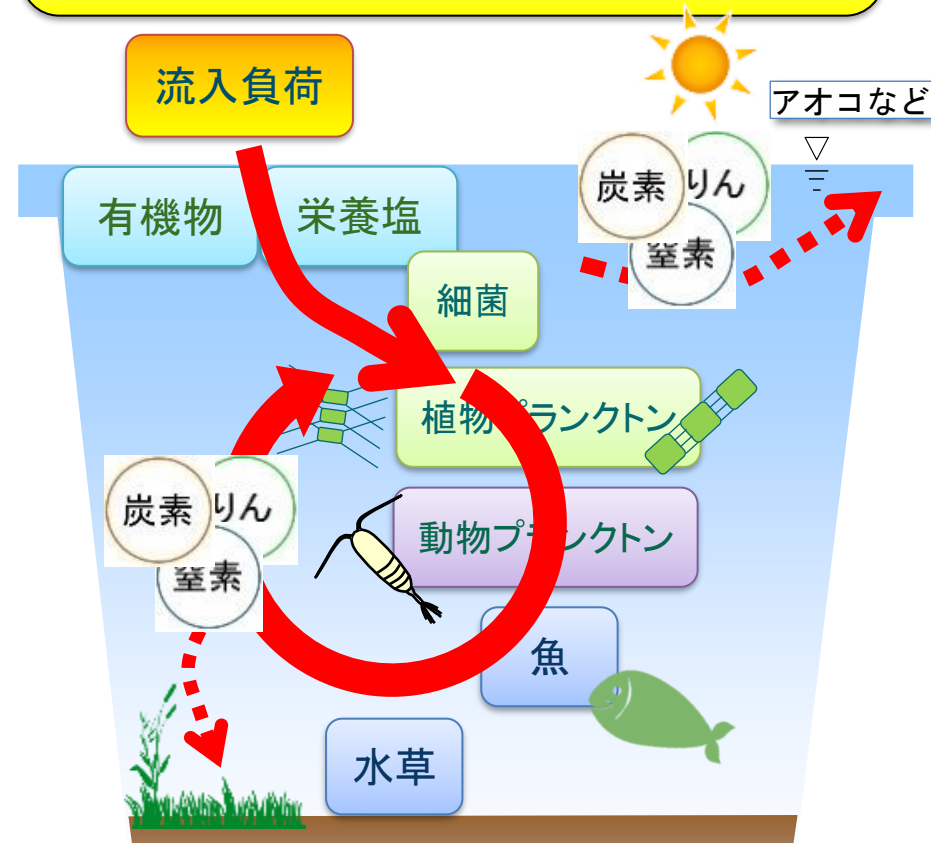 流入負荷
アオコなど
有機物
栄養塩
炭素
りん
窒素
細菌
植物プランクトン
炭素
りん
窒素
動物プランクトン
魚
水草